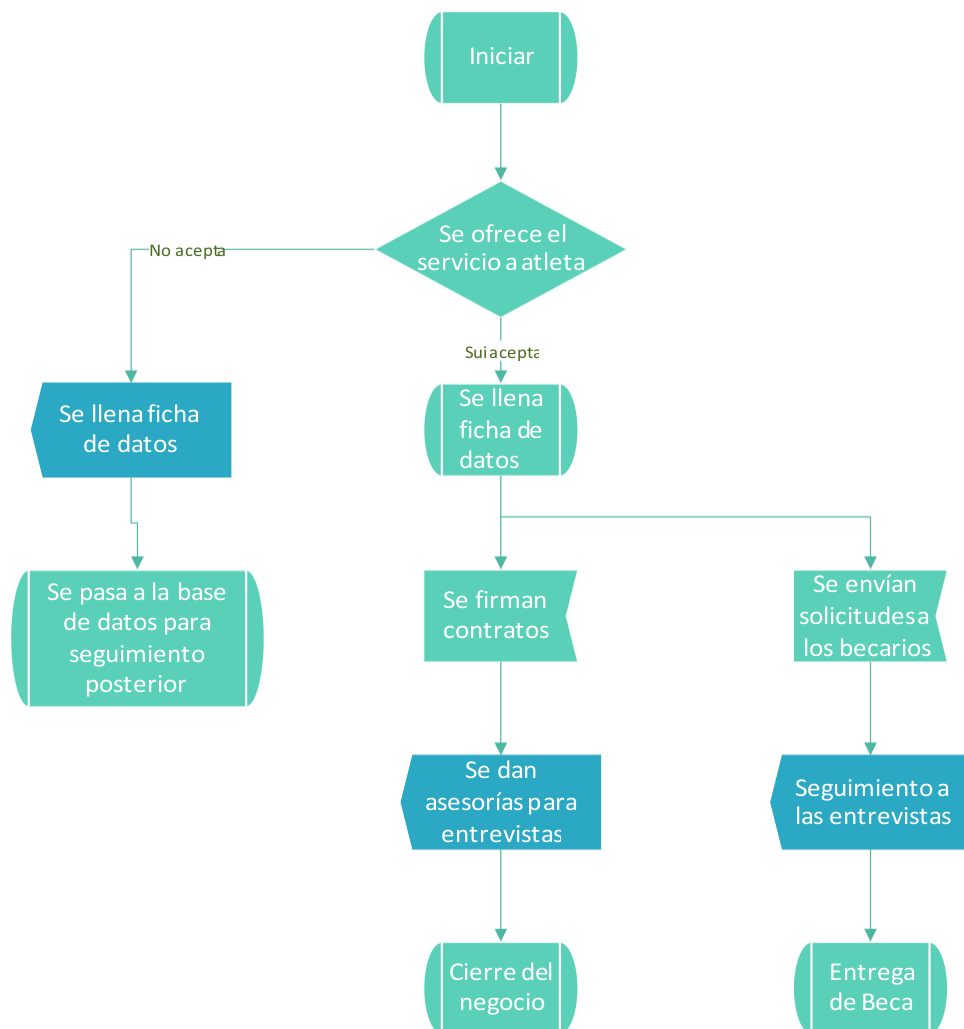 Iniciar
Se ofrece el
servicio a atleta
No acepta
Sui acepta
Se llena ficha
de datos
Se llena
ficha de
datos
Se pasa a la base
de datos para
seguimiento
posterior
Se firman
contratos
Se envían
solicitudes a
los becarios
Se dan
asesorías para
entrevistas
Seguimiento a
las entrevistas
Cierre del
negocio
Entrega
de Beca